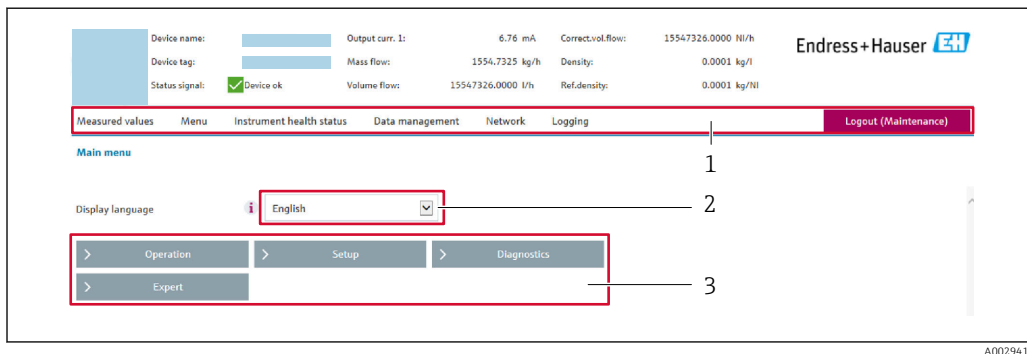 Device name: Output curr. 1: 6.76 mA Correct.vol.flow: 15547326.0000 Nl/h
Device tag: Mass flow: 1554.7325 kg/h Density: 0.0001 kg/l
Status signal: Device ok Volume flow: 15547326.0000 l/h Ref.density: 0.0001 kg/Nl
Endress+Hauser EH
Measured values Menu Instrument health status Data management Network Logging Logout (Maintenance)
1
Main menu
Display language i English
2
> Operation > Setup > Diagnostics
> Expert
3
A002941